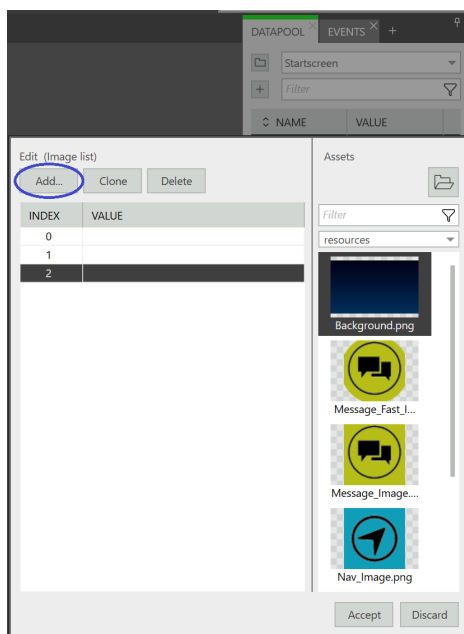 DATAPOOL EVENTS +
Startscreen
+ Filter
NAME VALUE
Edit (Image list)
Assets
Add... Clone Delete
INDEX VALUE
Filter
resources
0
1
2
Background.png
Message_Fast_I...
Message_Image....
Nav_Image.png
Accept Discard